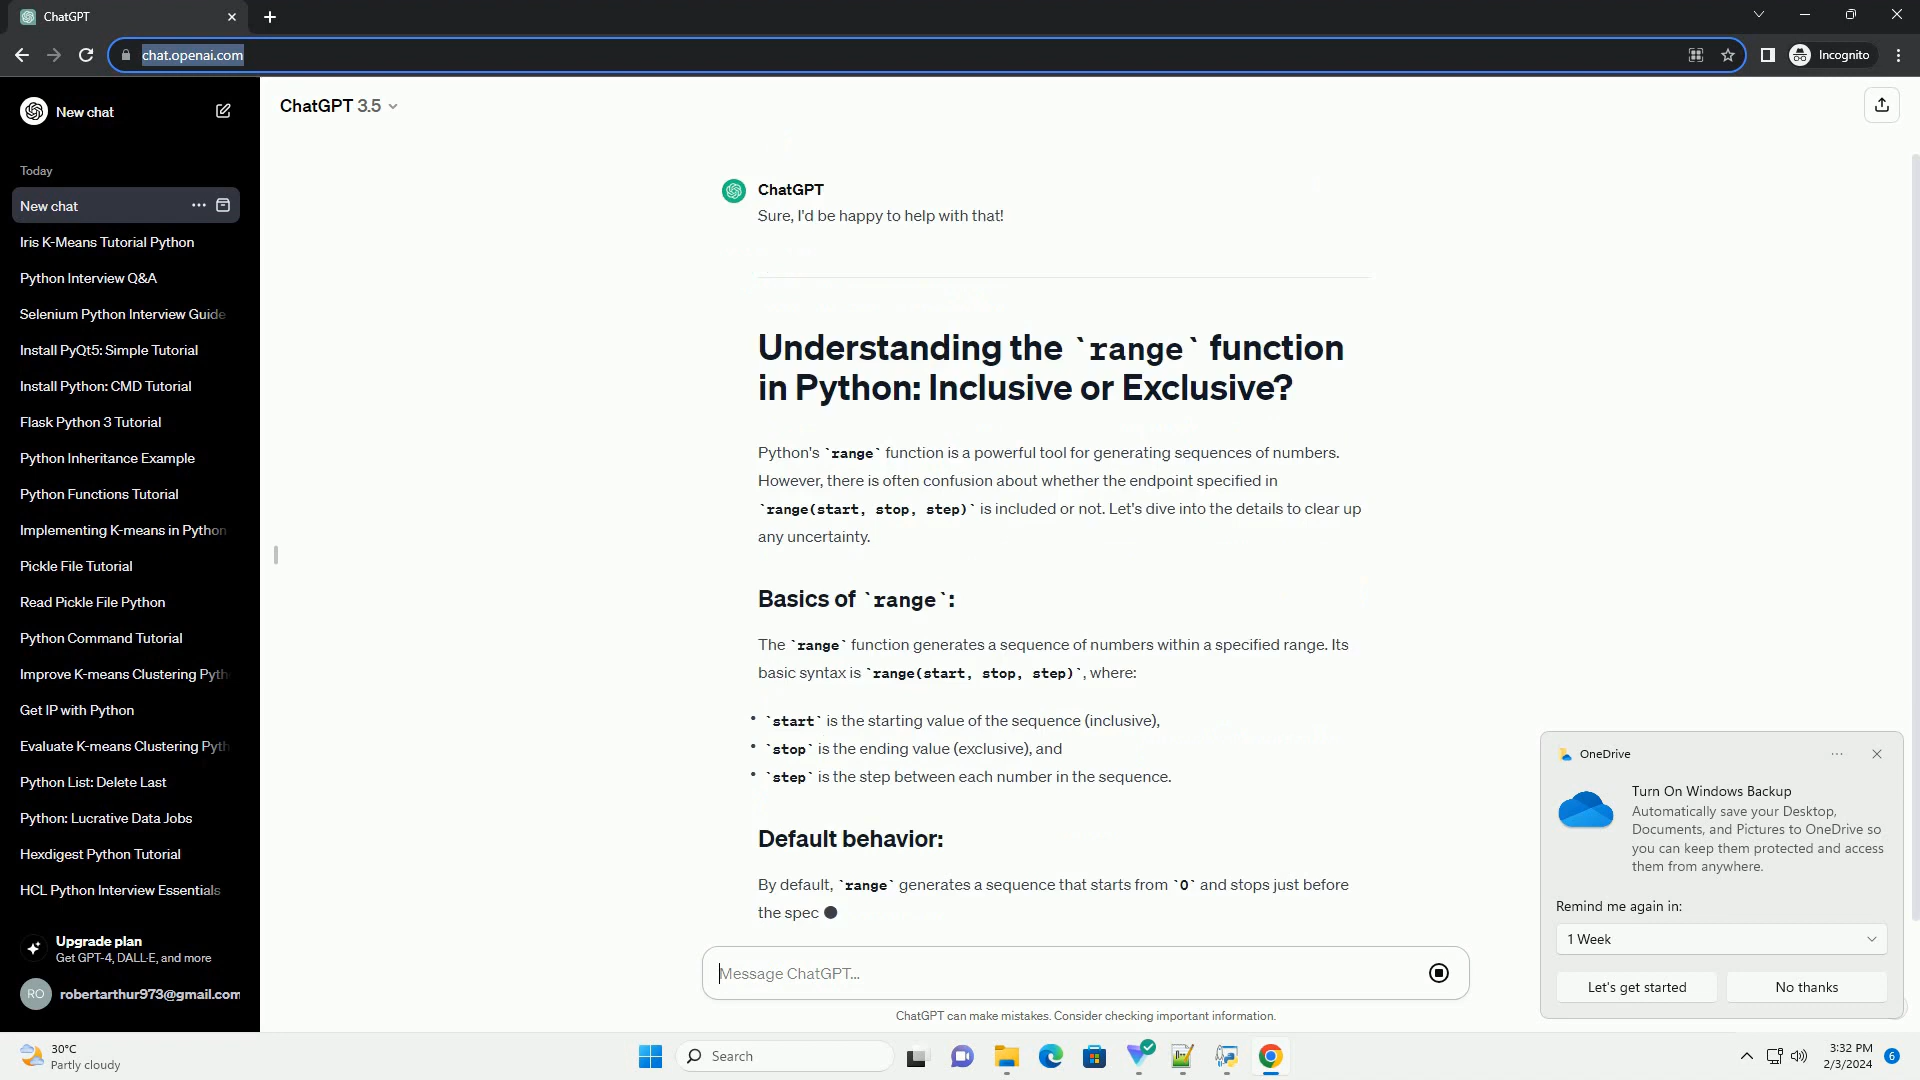 ChatGPT
chat.openai.com
Incognito
New chat
Today
New chat
Iris K-Means Tutorial Python
Python Interview Q&A
Selenium Python Interview Guide
Install PyQt5: Simple Tutorial
Install Python: CMD Tutorial
Flask Python 3 Tutorial
Python Inheritance Example
Python Functions Tutorial
Implementing K-means in Python
Pickle File Tutorial
Read Pickle File Python
Python Command Tutorial
Improve K-means Clustering Pyth
Get IP with Python
Evaluate K-means Clustering Pyth
Python List: Delete Last
Python: Lucrative Data Jobs
Hexdigest Python Tutorial
HCL Python Interview Essentials
Upgrade plan
Get GPT-4, DALL·E, and more
RO
robertarthur973@gmail.com
ChatGPT 3.5
ChatGPT
Sure, I'd be happy to help with that!
Understanding the `range` function
in Python: Inclusive or Exclusive?
Python's `range` function is a powerful tool for generating sequences of numbers.
However, there is often confusion about whether the endpoint specified in
`range(start, stop, step)` is included or not. Let's dive into the details to clear up
any uncertainty.
Basics of `range`:
The `range` function generates a sequence of numbers within a specified range. Its
basic syntax is `range(start, stop, step)`, where:
• `start` is the starting value of the sequence (inclusive),
• `stop` is the ending value (exclusive), and
• `step` is the step between each number in the sequence.
Default behavior:
By default, `range` generates a sequence that starts from `0` and stops just before
the spec
Message ChatGPT...
ChatGPT can make mistakes. Consider checking important information.
OneDrive
Turn On Windows Backup
Automatically save your Desktop,
Documents, and Pictures to OneDrive so
you can keep them protected and access
them from anywhere.
Remind me again in:
1 Week
Let's get started
No thanks
30°C
Partly cloudy
Search
3:32 PM
2/3/2024
6